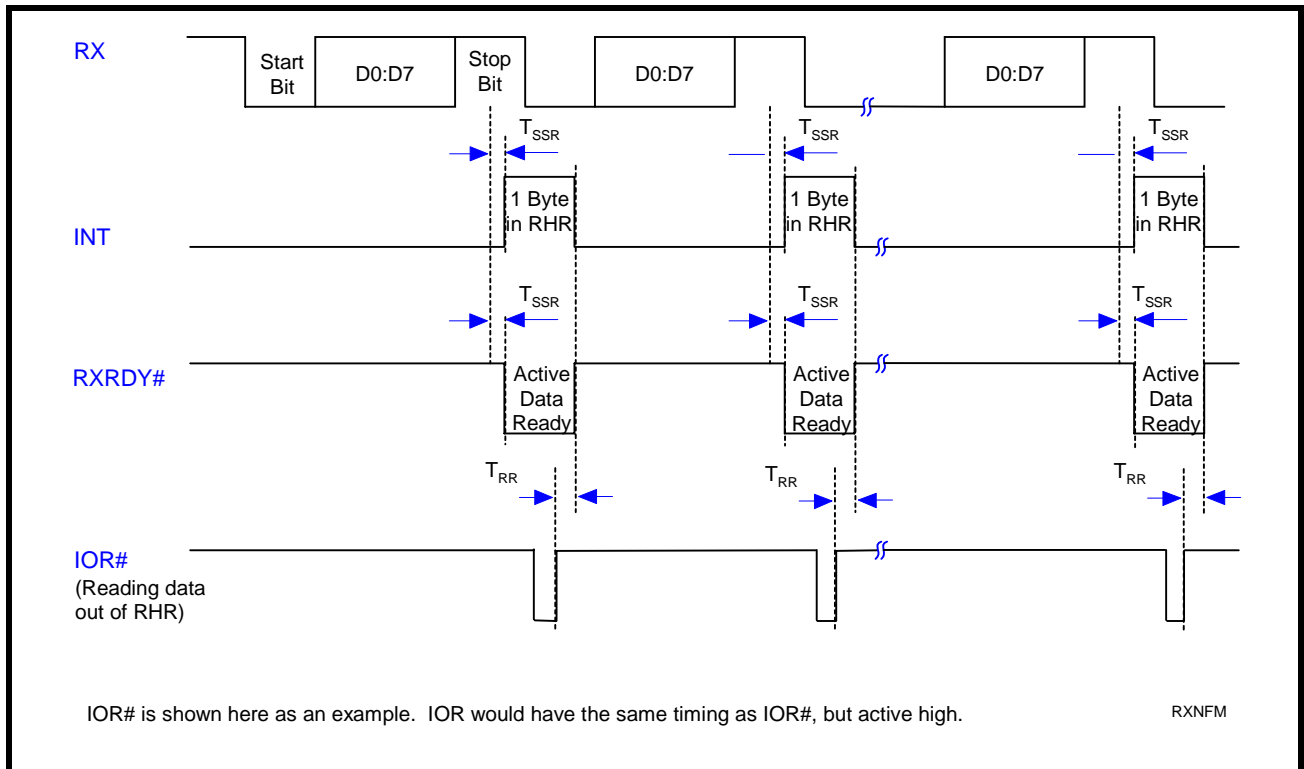 RX
Start
Bit
D0:D7
Stop
Bit
D0:D7
D0:D7
TSSR
TSSR
TSSR
1 Byte
in RHR
1 Byte
in RHR
1 Byte
in RHR
INT
TSSR
TSSR
TSSR
RXRDY#
Active
Data
Ready
Active
Data
Ready
Active
Data
Ready
TRR
TRR
TRR
IOR#
(Reading data
out of RHR)
IOR# is shown here as an example. IOR would have the same timing as IOR#, but active high.
RXNFM